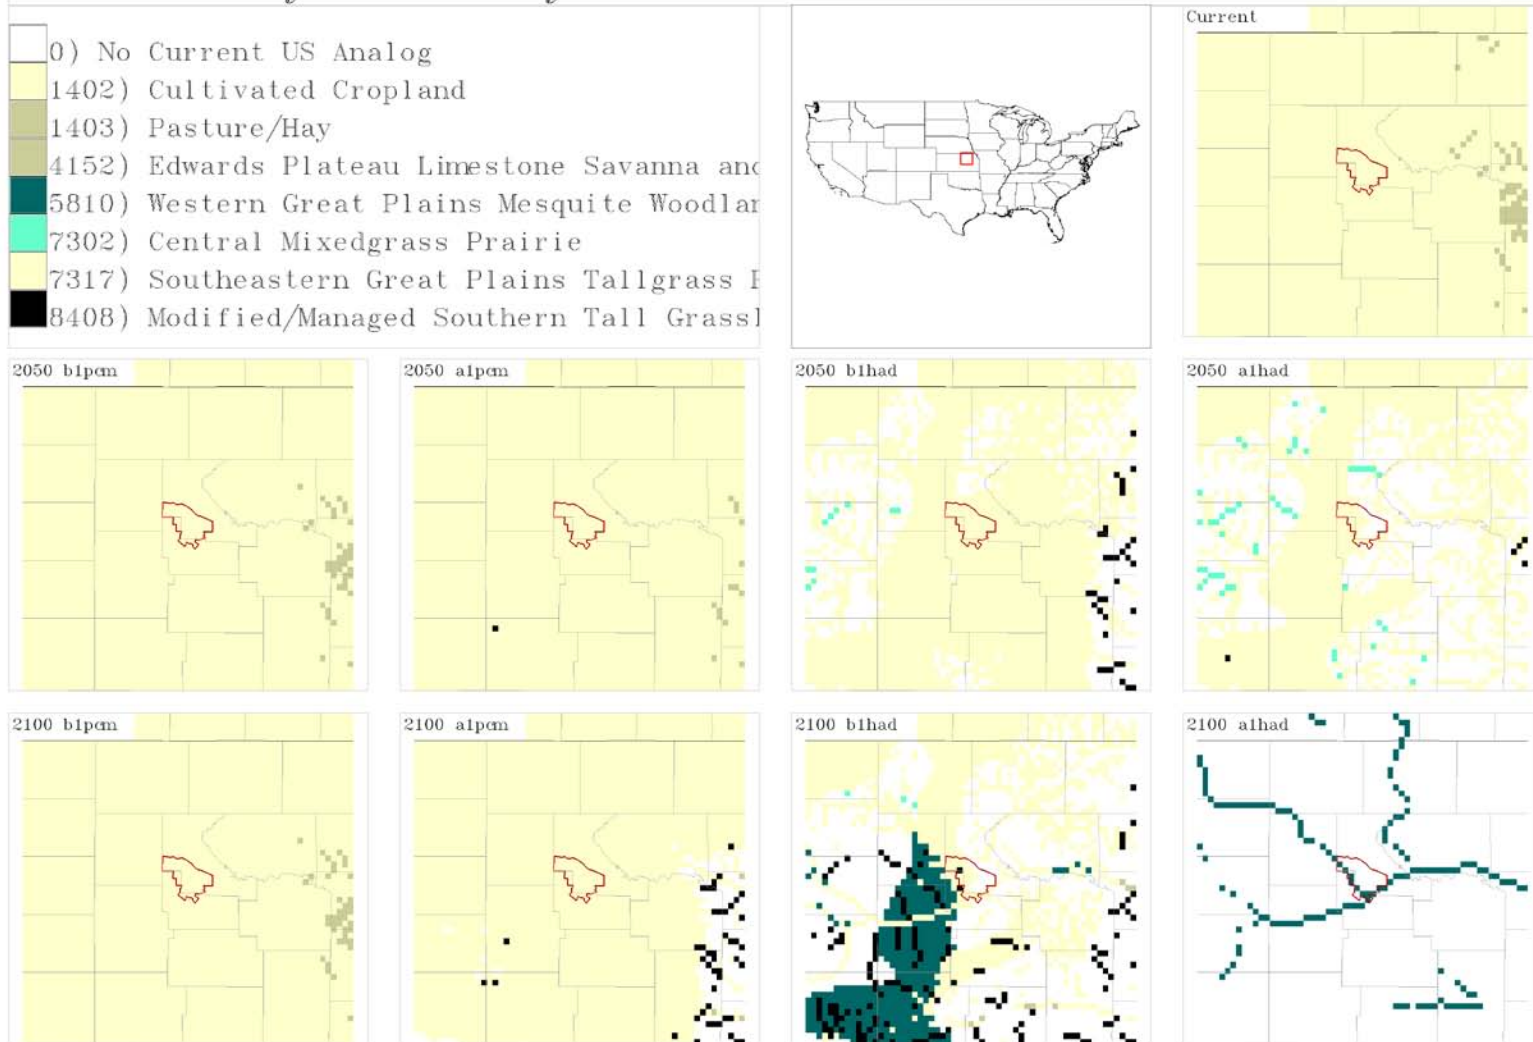 0) No Current US Analog
1402) Cultivated Cropland
1403) Pasture/Hay
4152) Edwards Plateau Limestone Savanna and
5810) Western Great Plains Mesquite Woodlan
7302) Central Mixedgrass Prairie
7317) Southeastern Great Plains Tallgrass
8408) Modified/Managed Southern Tall Grassl
Current
2050 b1pcm
2050 a1pcm
2050 b1had
2050 a1had
2100 b1pcm
2100 a1pcm
2100 b1had
2100 a1had